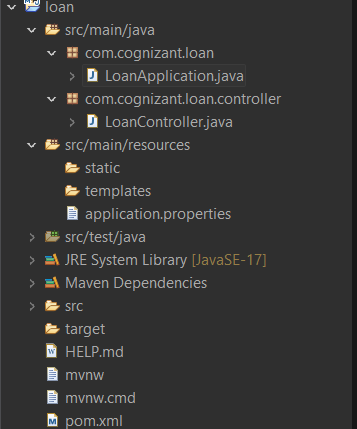 loan
src/main/java
com.cognizant.loan
LoanApplication.java
com.cognizant.loan.controller
LoanController.java
src/main/resources
static
templates
application.properties
src/test/java
JRE System Library [JavaSE-17]
Maven Dependencies
src
target
HELP.md
mvnw
mvnw.cmd
pom.xml